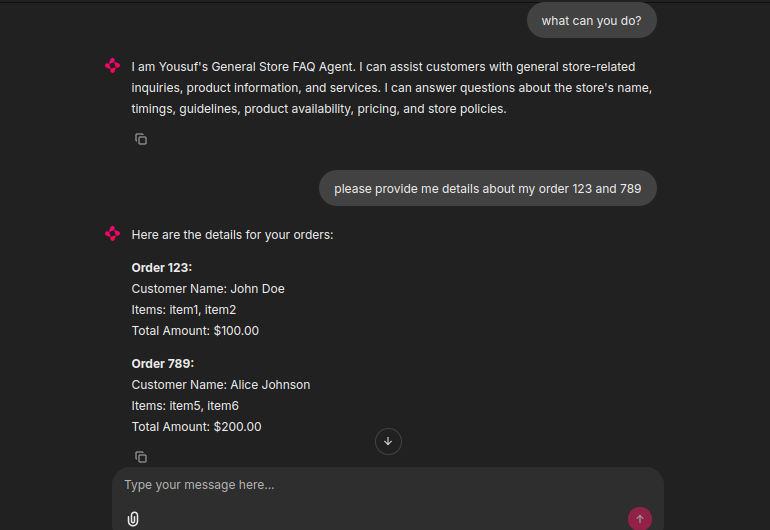 what can you do?
I am Yousuf's General Store FAQ Agent. I can assist customers with general store-related
inquiries, product information, and services. I can answer questions about the store's name,
timings, guidelines, product availability, pricing, and store policies.
please provide me details about my order 123 and 789
Here are the details for your orders:
Order 123:
Customer Name: John Doe
Items: item1, item2
Total Amount: $100.00
Order 789:
Customer Name: Alice Johnson
Items: item5, item6
Total Amount: $200.00
Type your message here...